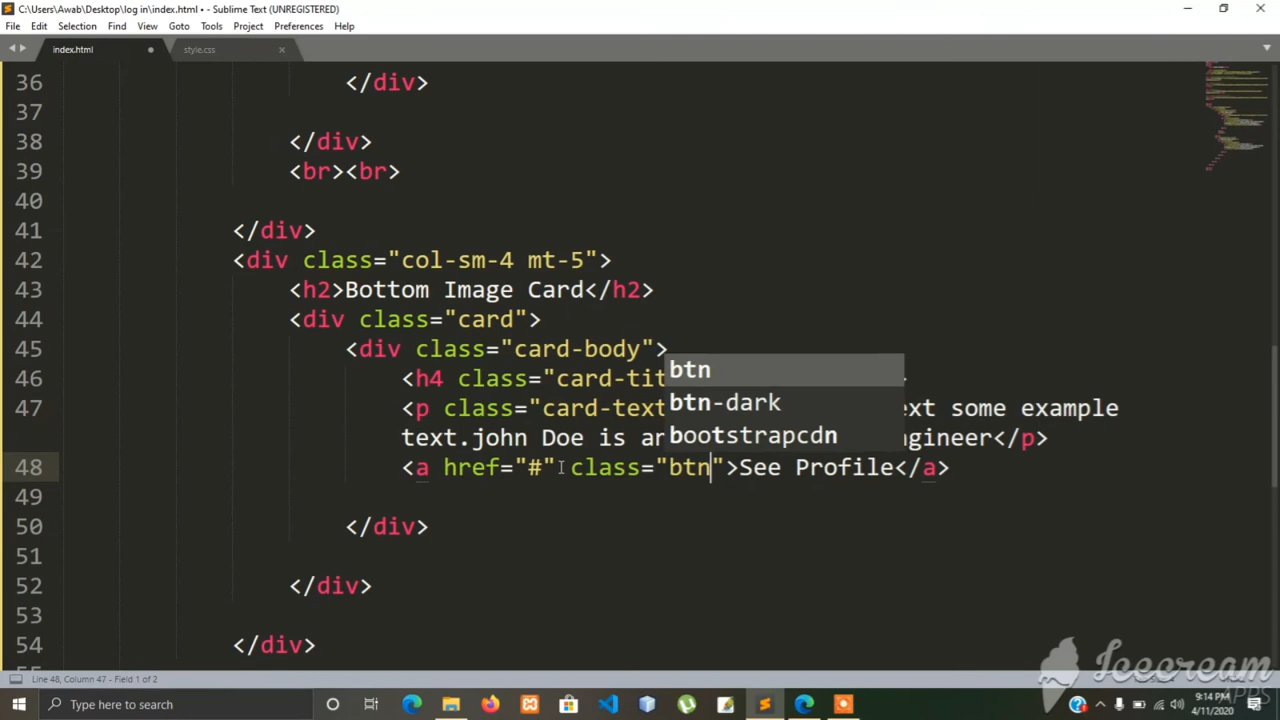 C:\Users\Awab\Desktop\log in\index.html • - Sublime Text (UNREGISTERED)
File Edit Selection Find View Goto Tools Project Preferences Help
index.html style.css
36 </div>
37
38 </div>
39 <br><br>
40
41 </div>
42 <div class="col-sm-4 mt-5">
43 <h2>Bottom Image Card</h2>
44 <div class="card">
45 <div class="card-body">
btn
46 <h4 class="card-tit >
btn-dark
47 <p class="card-text ext some example
bootstrapcdn
text.john Doe is an gineer</p>
48 <a href="#" class="btn">See Profile</a>
49
50 </div>
51
52 </div>
53
54 </div>
Icecream
APPS
Line 48, Column 47 - Field 1 of 2
Type here to search
9:14 PM
4/11/2020